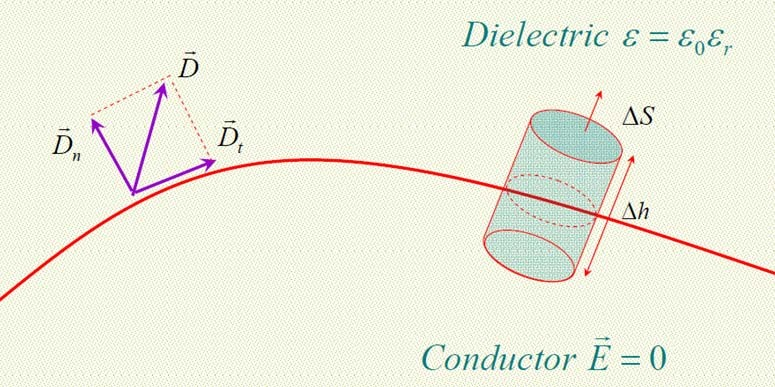 Dielectric ε = ε₀εᵣ
D⃗
D⃗ₙ
D⃗ₜ
ΔS
Δh
Conductor E⃗ = 0